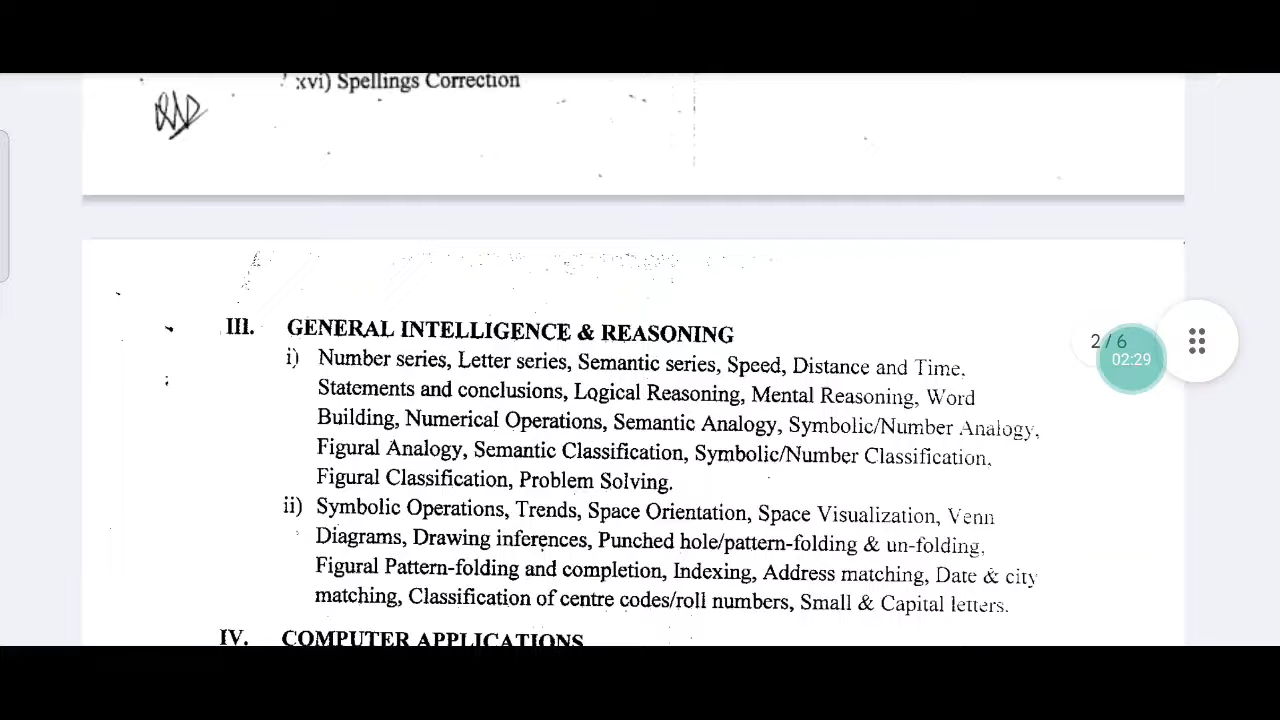 xvi) Spellings Correction
III. GENERAL INTELLIGENCE & REASONING
2 / 6
02:29
i) Number series, Letter series, Semantic series, Speed, Distance and Time.
Statements and conclusions, Logical Reasoning, Mental Reasoning, Word
Building, Numerical Operations, Semantic Analogy, Symbolic/Number Analogy,
Figural Analogy, Semantic Classification, Symbolic/Number Classification,
Figural Classification, Problem Solving.
ii) Symbolic Operations, Trends, Space Orientation, Space Visualization, Venn
Diagrams, Drawing inferences, Punched hole/pattern-folding & un-folding,
Figural Pattern-folding and completion, Indexing, Address matching, Date & city
matching, Classification of centre codes/roll numbers, Small & Capital letters.
IV. COMPUTER APPLICATIONS